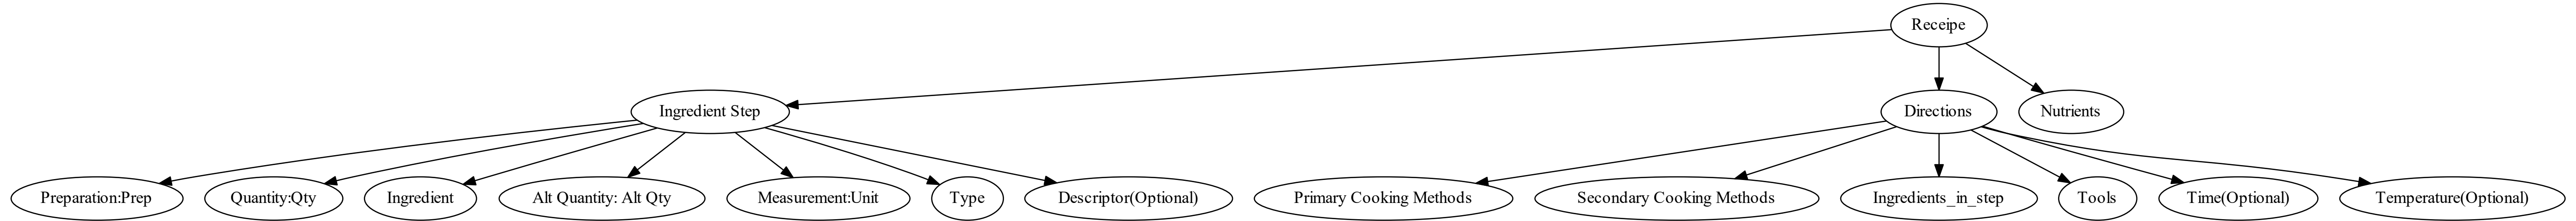 Receipe
Ingredient Step
Directions
Nutrients
Preparation:Prep
Quantity:Qty
Ingredient
Alt Quantity: Alt Qty
Measurement:Unit
Type
Descriptor(Optional)
Primary Cooking Methods
Secondary Cooking Methods
Ingredients_in_step
Tools
Time(Optional)
Temperature(Optional)